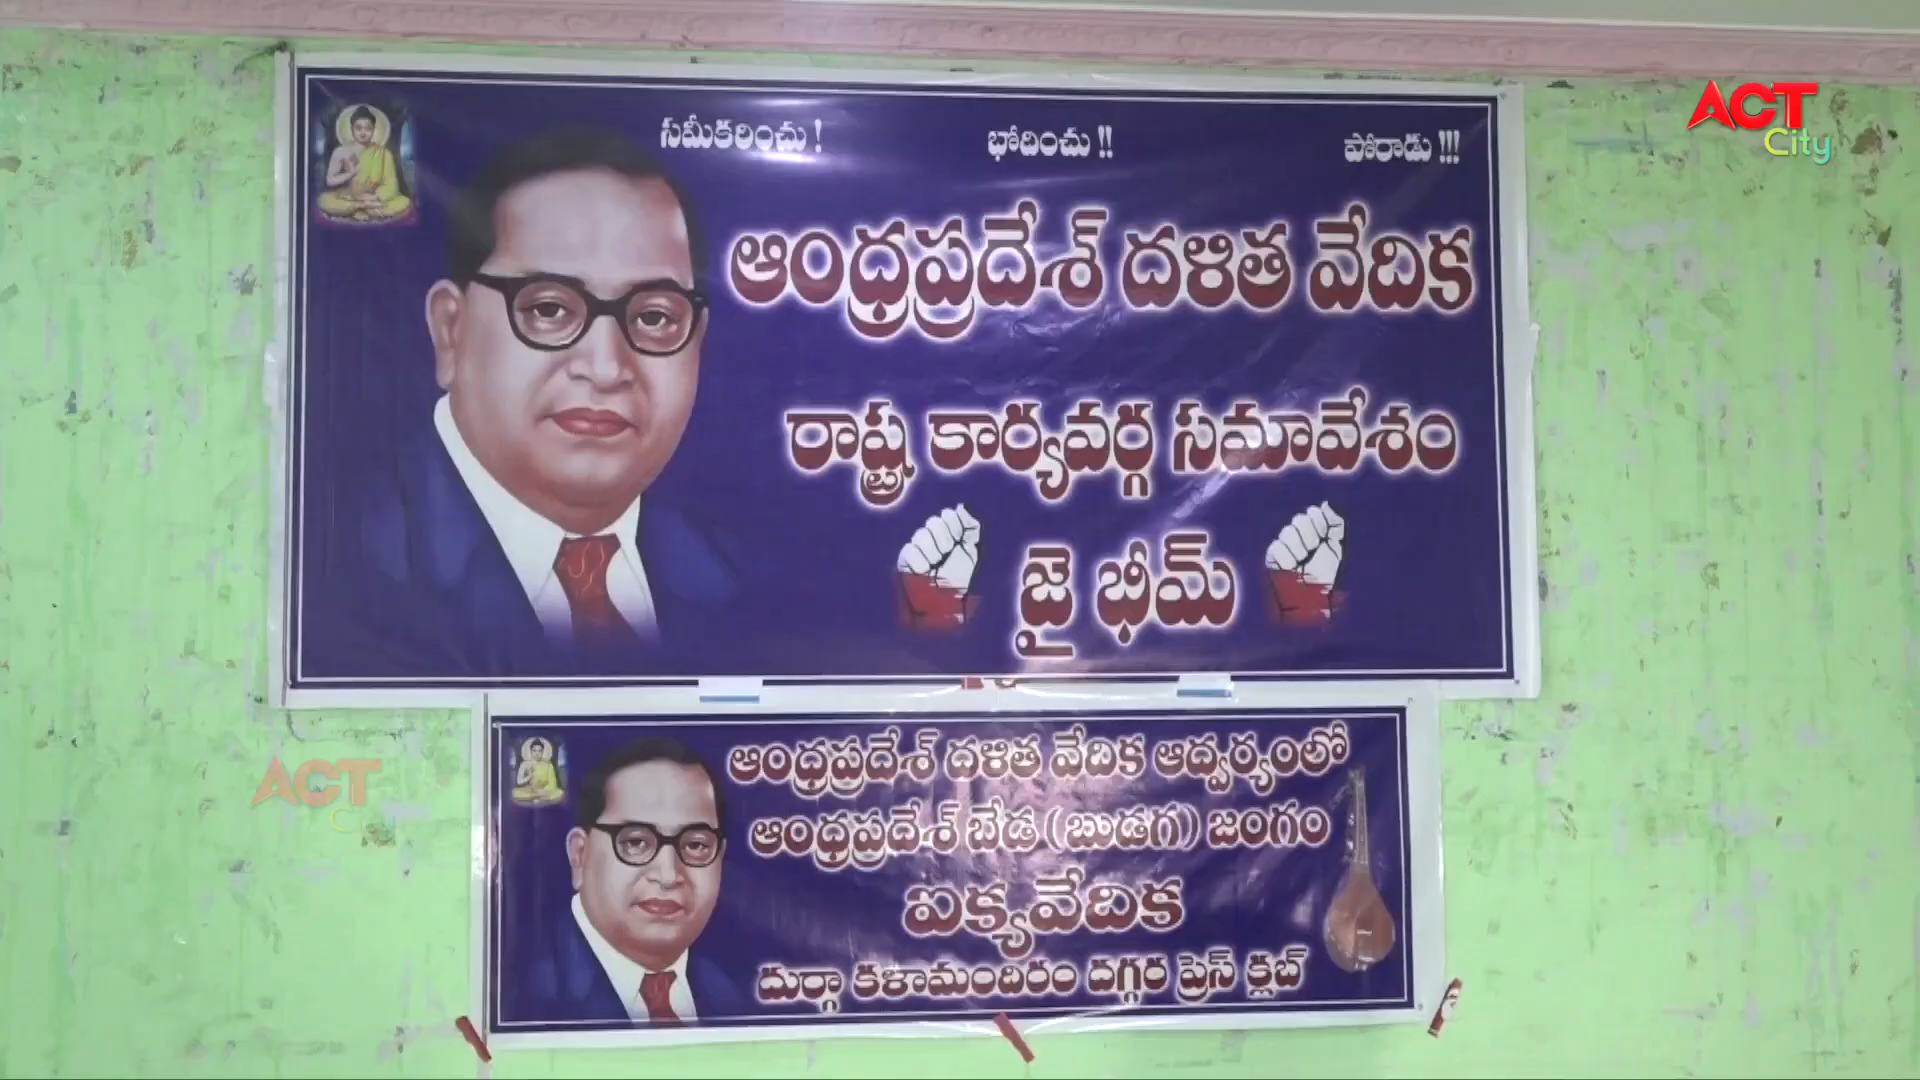 సమీకరించు ! భోదించు !! పోరాడు !!!
ఆంధ్రప్రదేశ్ దళిత వేదిక
రాష్ట్ర కార్యవర్గ సమావేశం
జై భీమ్
ఆంధ్రప్రదేశ్ దళిత వేదిక ఆద్వర్యంలో
ఆంధ్రప్రదేశ్ బేడ (బుడగ) జంగం
ఐక్యవేదిక
దుర్గా కళామందిరం దగ్గర ప్రెస్ క్లబ్
ACT
City
ACT